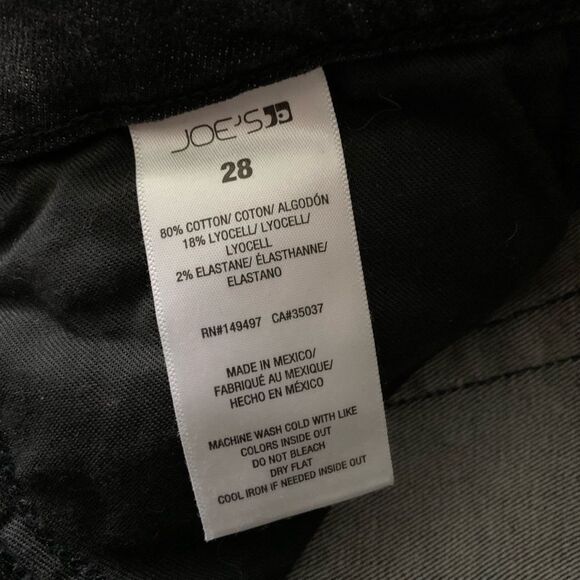 JOE'S
28
80% COTTON/ COTON/ ALGODÓN
18% LYOCELL/ LYOCELL/
LYOCELL
2% ELASTANE/ ÉLASTHANNE/
ELASTANO
RN#149497 CA#35037
MADE IN MEXICO/
FABRIQUÉ AU MEXIQUE/
HECHO EN MÉXICO
MACHINE WASH COLD WITH LIKE
COLORS INSIDE OUT
DO NOT BLEACH
DRY FLAT
COOL IRON IF NEEDED INSIDE OUT